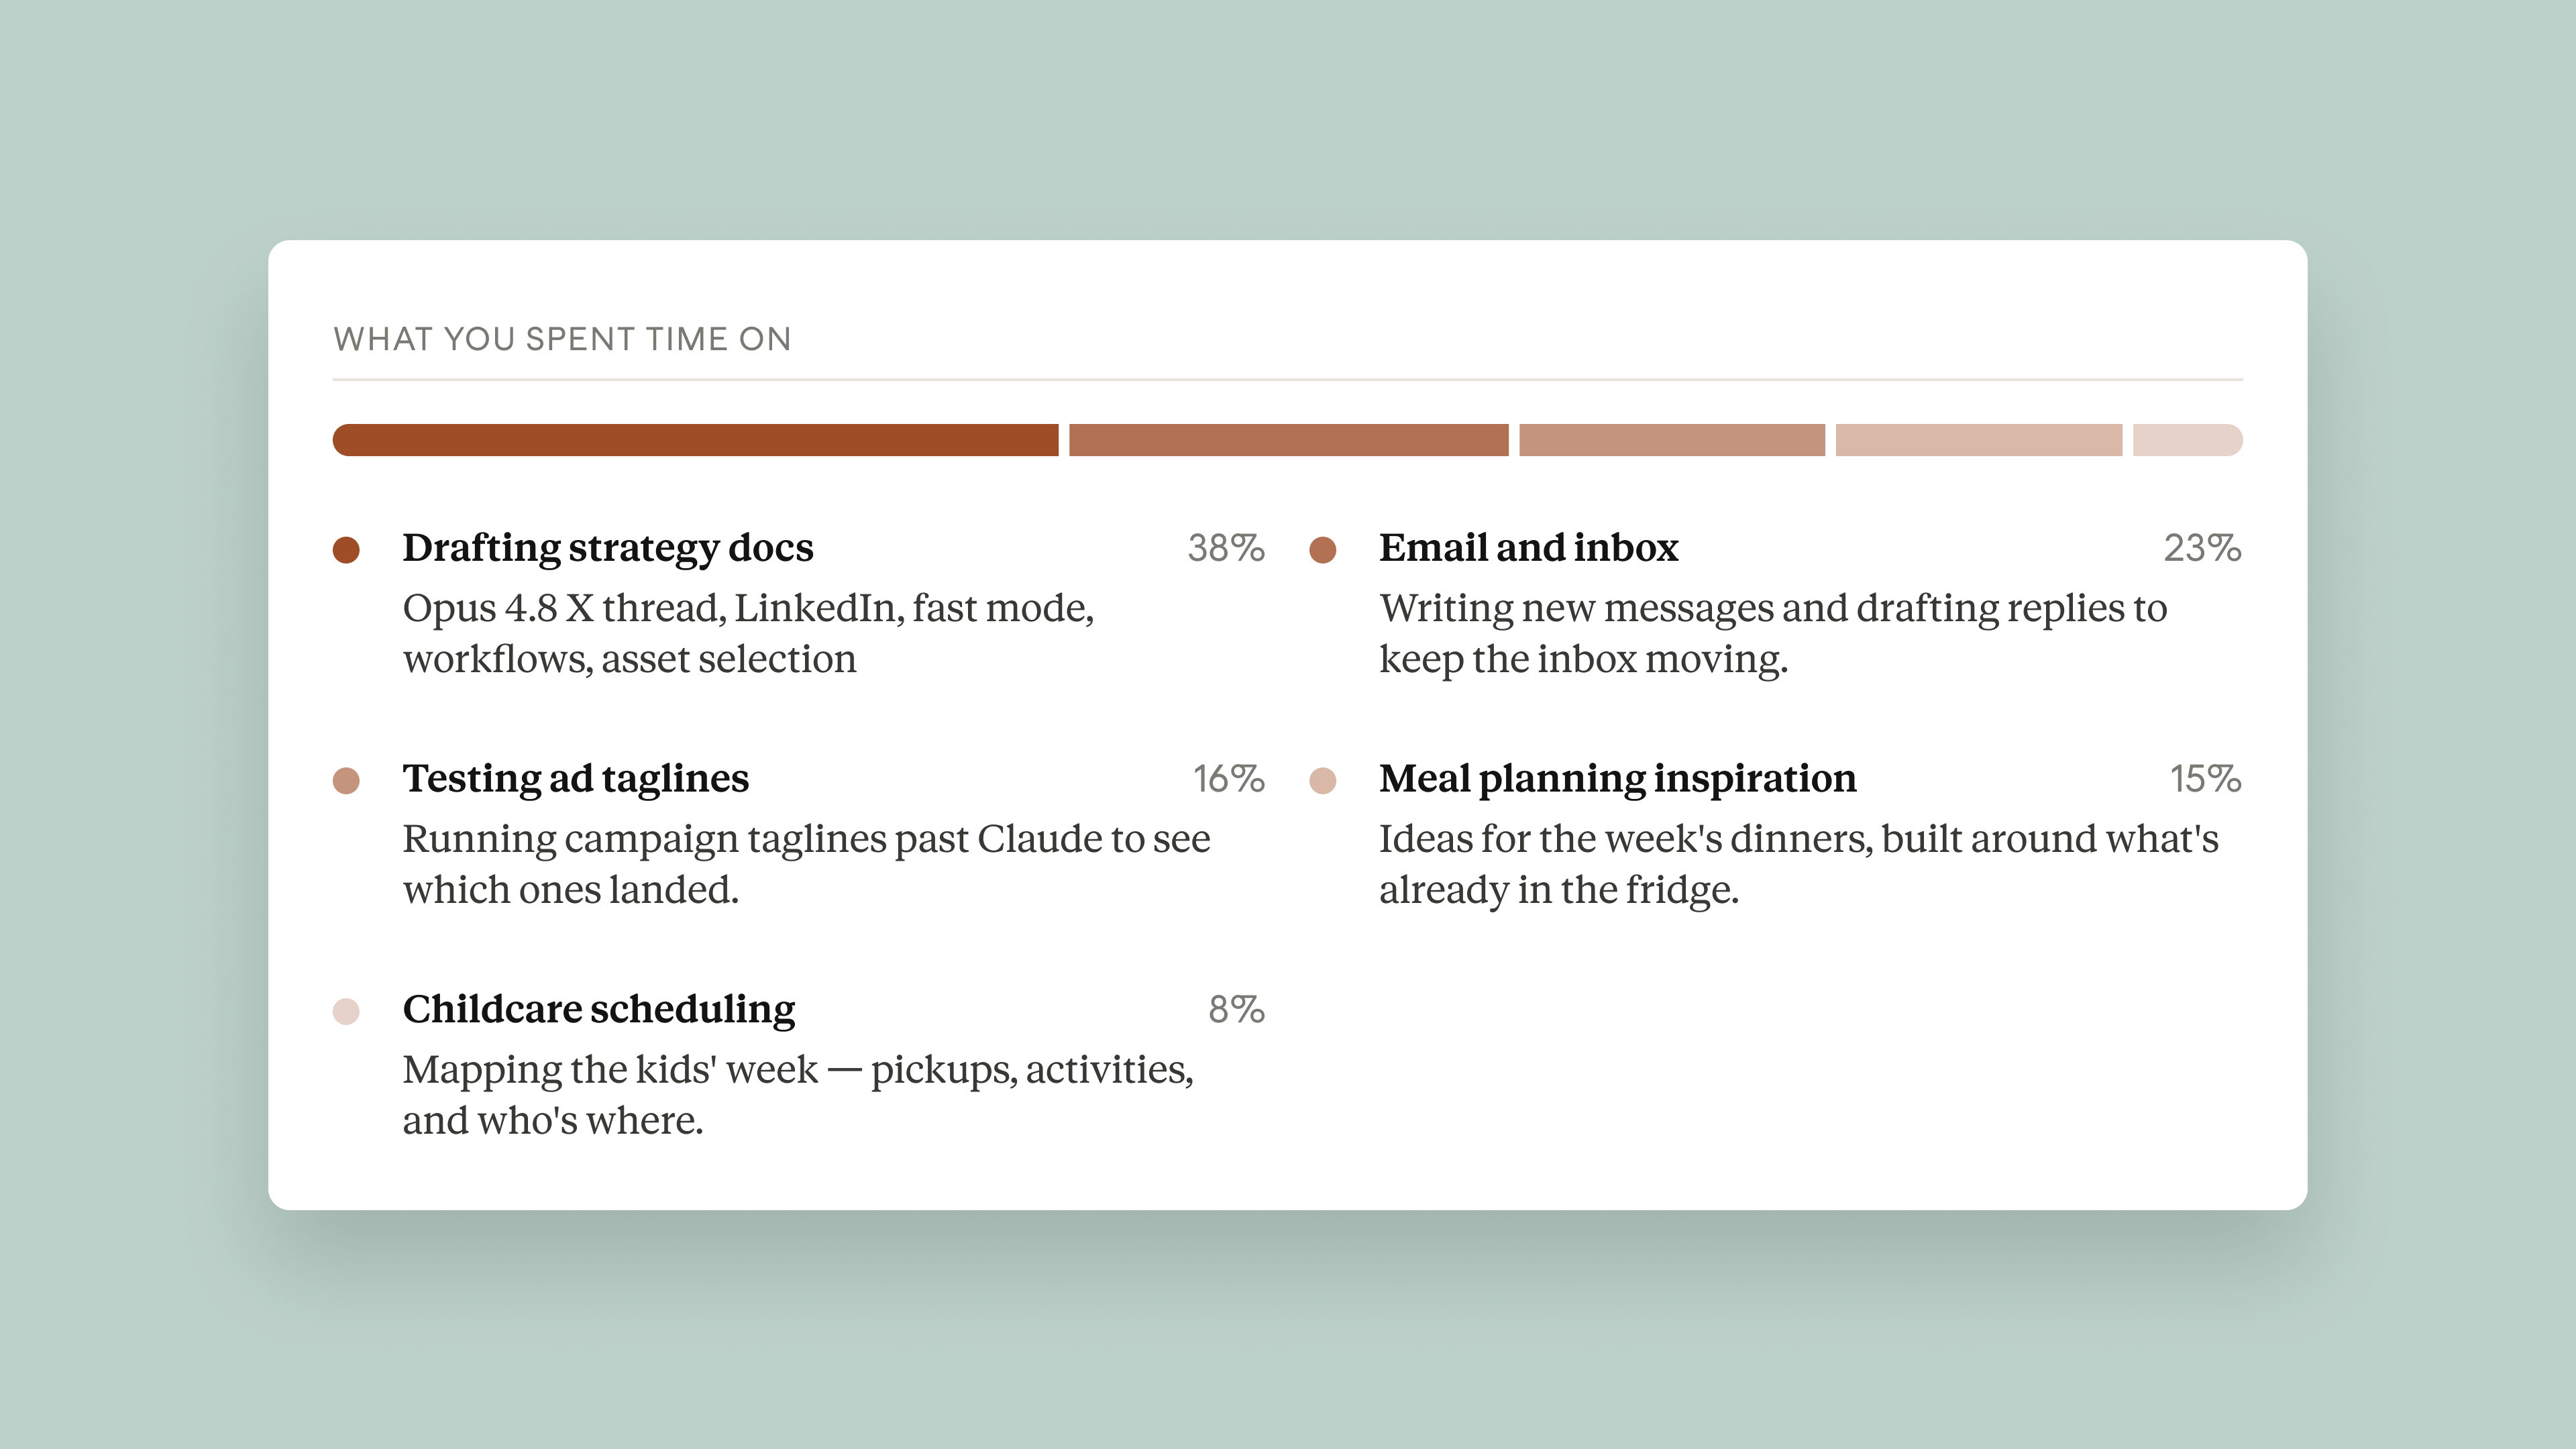 WHAT YOU SPENT TIME ON
Drafting strategy docs 38%
Opus 4.8 X thread, LinkedIn, fast mode,
workflows, asset selection
Email and inbox 23%
Writing new messages and drafting replies to
keep the inbox moving.
Testing ad taglines 16%
Running campaign taglines past Claude to see
which ones landed.
Meal planning inspiration 15%
Ideas for the week's dinners, built around what's
already in the fridge.
Childcare scheduling 8%
Mapping the kids' week — pickups, activities,
and who's where.